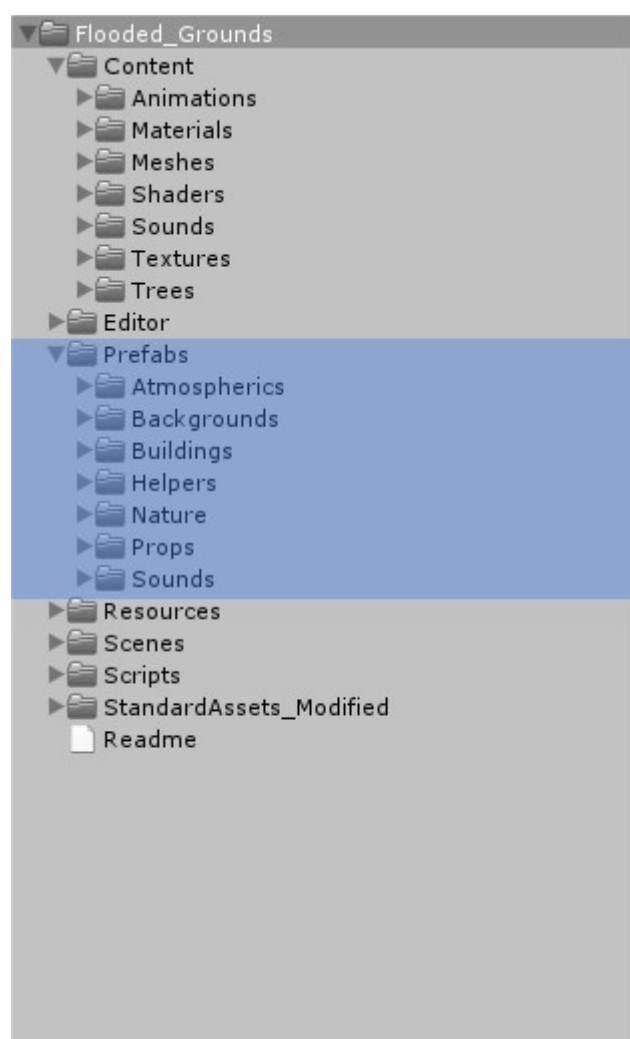 Flooded_Grounds
Content
Animations
Materials
Meshes
Shaders
Sounds
Textures
Trees
Editor
Prefabs
Atmospherics
Backgrounds
Buildings
Helpers
Nature
Props
Sounds
Resources
Scenes
Scripts
StandardAssets_Modified
Readme